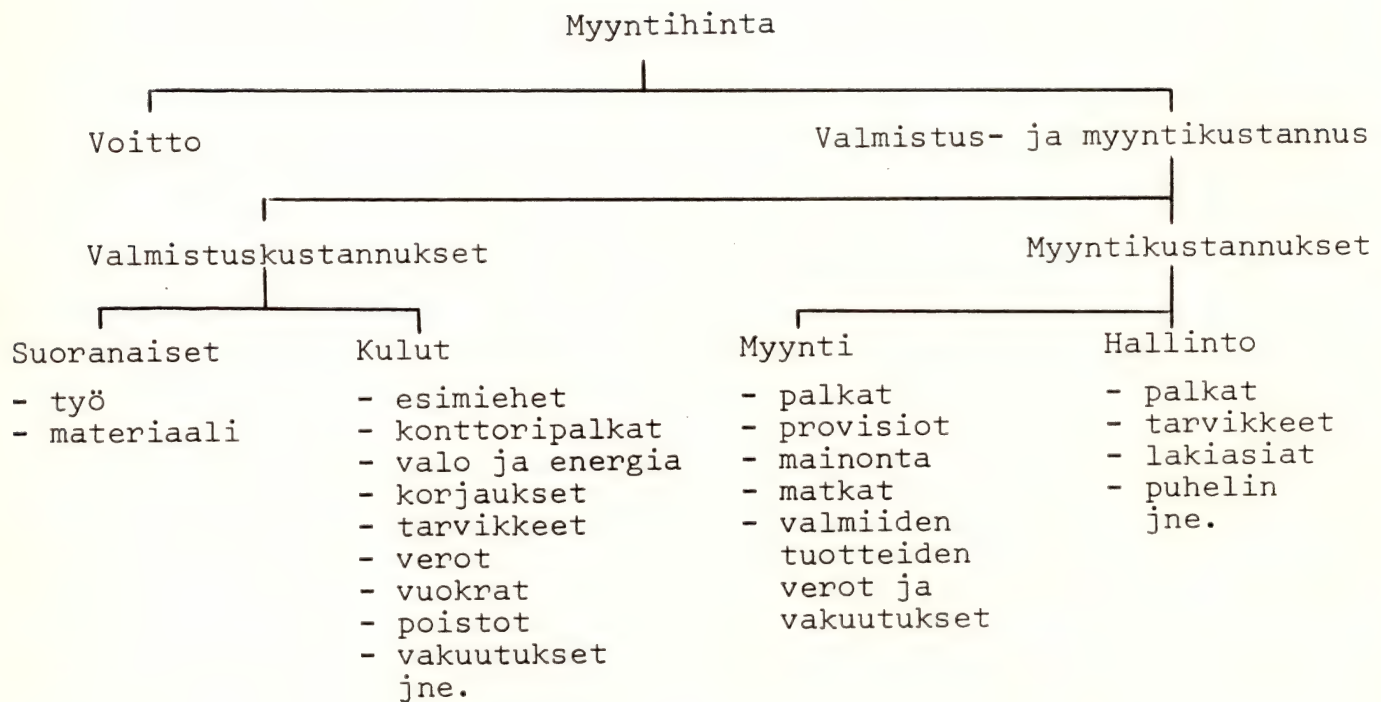 Myyntihinta
Voitto
Valmistus- ja myyntikustannus
Valmistuskustannukset
Myyntikustannukset
Suoranaiset
- työ
- materiaali
Kulut
- esimiehet
- konttoripalkat
- valo ja energia
- korjaukset
- tarvikkeet
- verot
- vuokrat
- poistot
- vakuutukset
jne.
Myynti
- palkat
- provisiot
- mainonta
- matkat
- valmiiden
tuotteiden
verot ja
vakuutukset
Hallinto
- palkat
- tarvikkeet
- lakiasiat
- puhelin
jne.